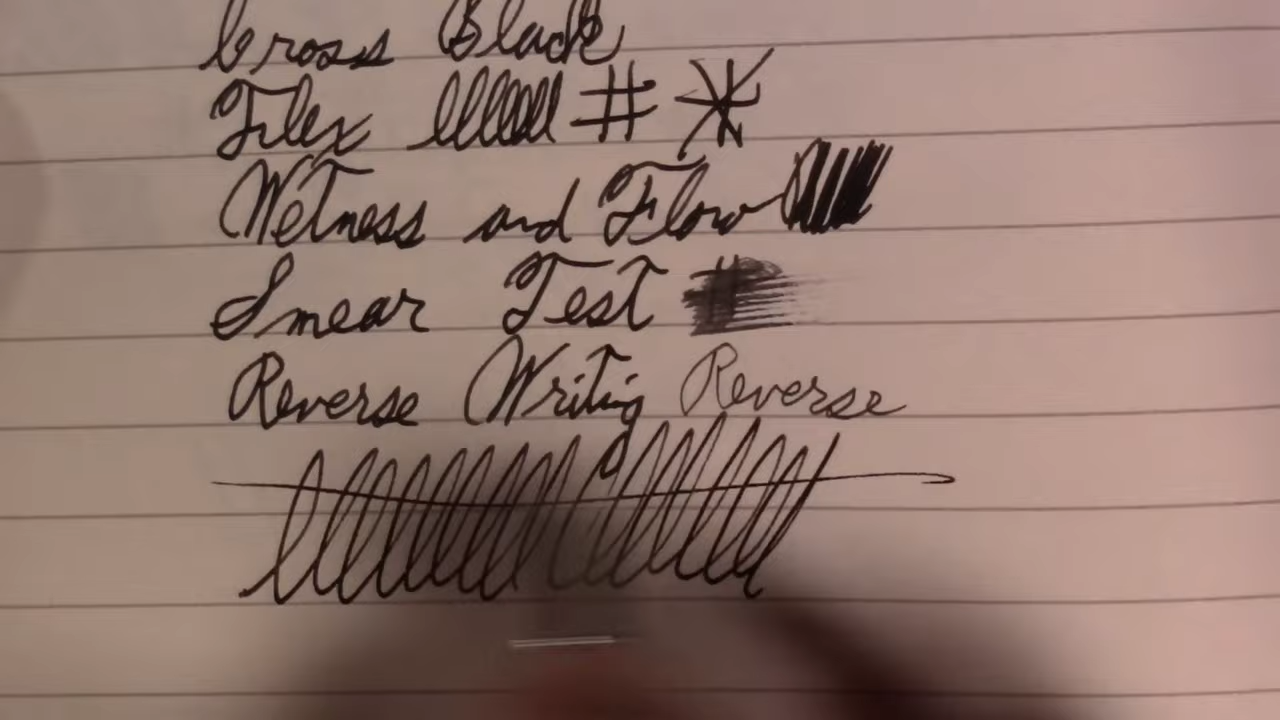 Cross Black
Flex #
Wetness and Flow
Smear Test #
Reverse Writing Reverse